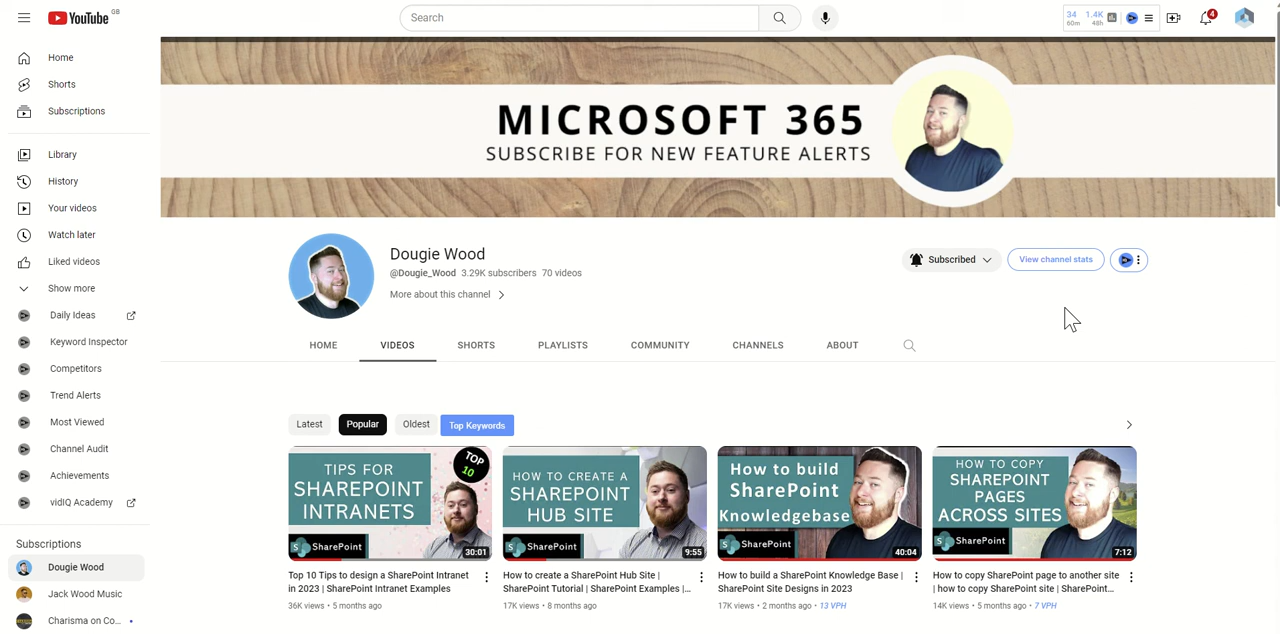 YouTube GB
Search
34 1.4K
60m 48h
4
Home
Shorts
Subscriptions
Library
History
Your videos
Watch later
Liked videos
Show more
Daily Ideas
Keyword Inspector
Competitors
Trend Alerts
Most Viewed
Channel Audit
Achievements
vidIQ Academy
Subscriptions
Dougie Wood
Jack Wood Music
Charisma on Co...
MICROSOFT 365
SUBSCRIBE FOR NEW FEATURE ALERTS
Dougie Wood
@Dougie_Wood 3.29K subscribers 70 videos
More about this channel
Subscribed
View channel stats
HOME VIDEOS SHORTS PLAYLISTS COMMUNITY CHANNELS ABOUT
Latest Popular Oldest Top Keywords
TIPS FOR
SHAREPOINT
INTRANETS
TOP
10
SharePoint
30:01
Top 10 Tips to design a SharePoint Intranet
in 2023 | SharePoint Intranet Examples
36K views • 5 months ago
HOW TO CREATE A
SHAREPOINT
HUB SITE
SharePoint
9:55
How to create a SharePoint Hub Site |
SharePoint Tutorial | SharePoint Examples |...
17K views • 8 months ago
How to build
SharePoint
Knowledgebase
SharePoint
40:04
How to build a SharePoint Knowledge Base |
SharePoint Site Designs in 2023
17K views • 2 months ago • 13 VPH
HOW TO COPY
SHAREPOINT
PAGES
ACROSS SITES
SharePoint
7:12
How to copy SharePoint page to another site
| how to copy SharePoint site | SharePoint...
14K views • 5 months ago • 7 VPH